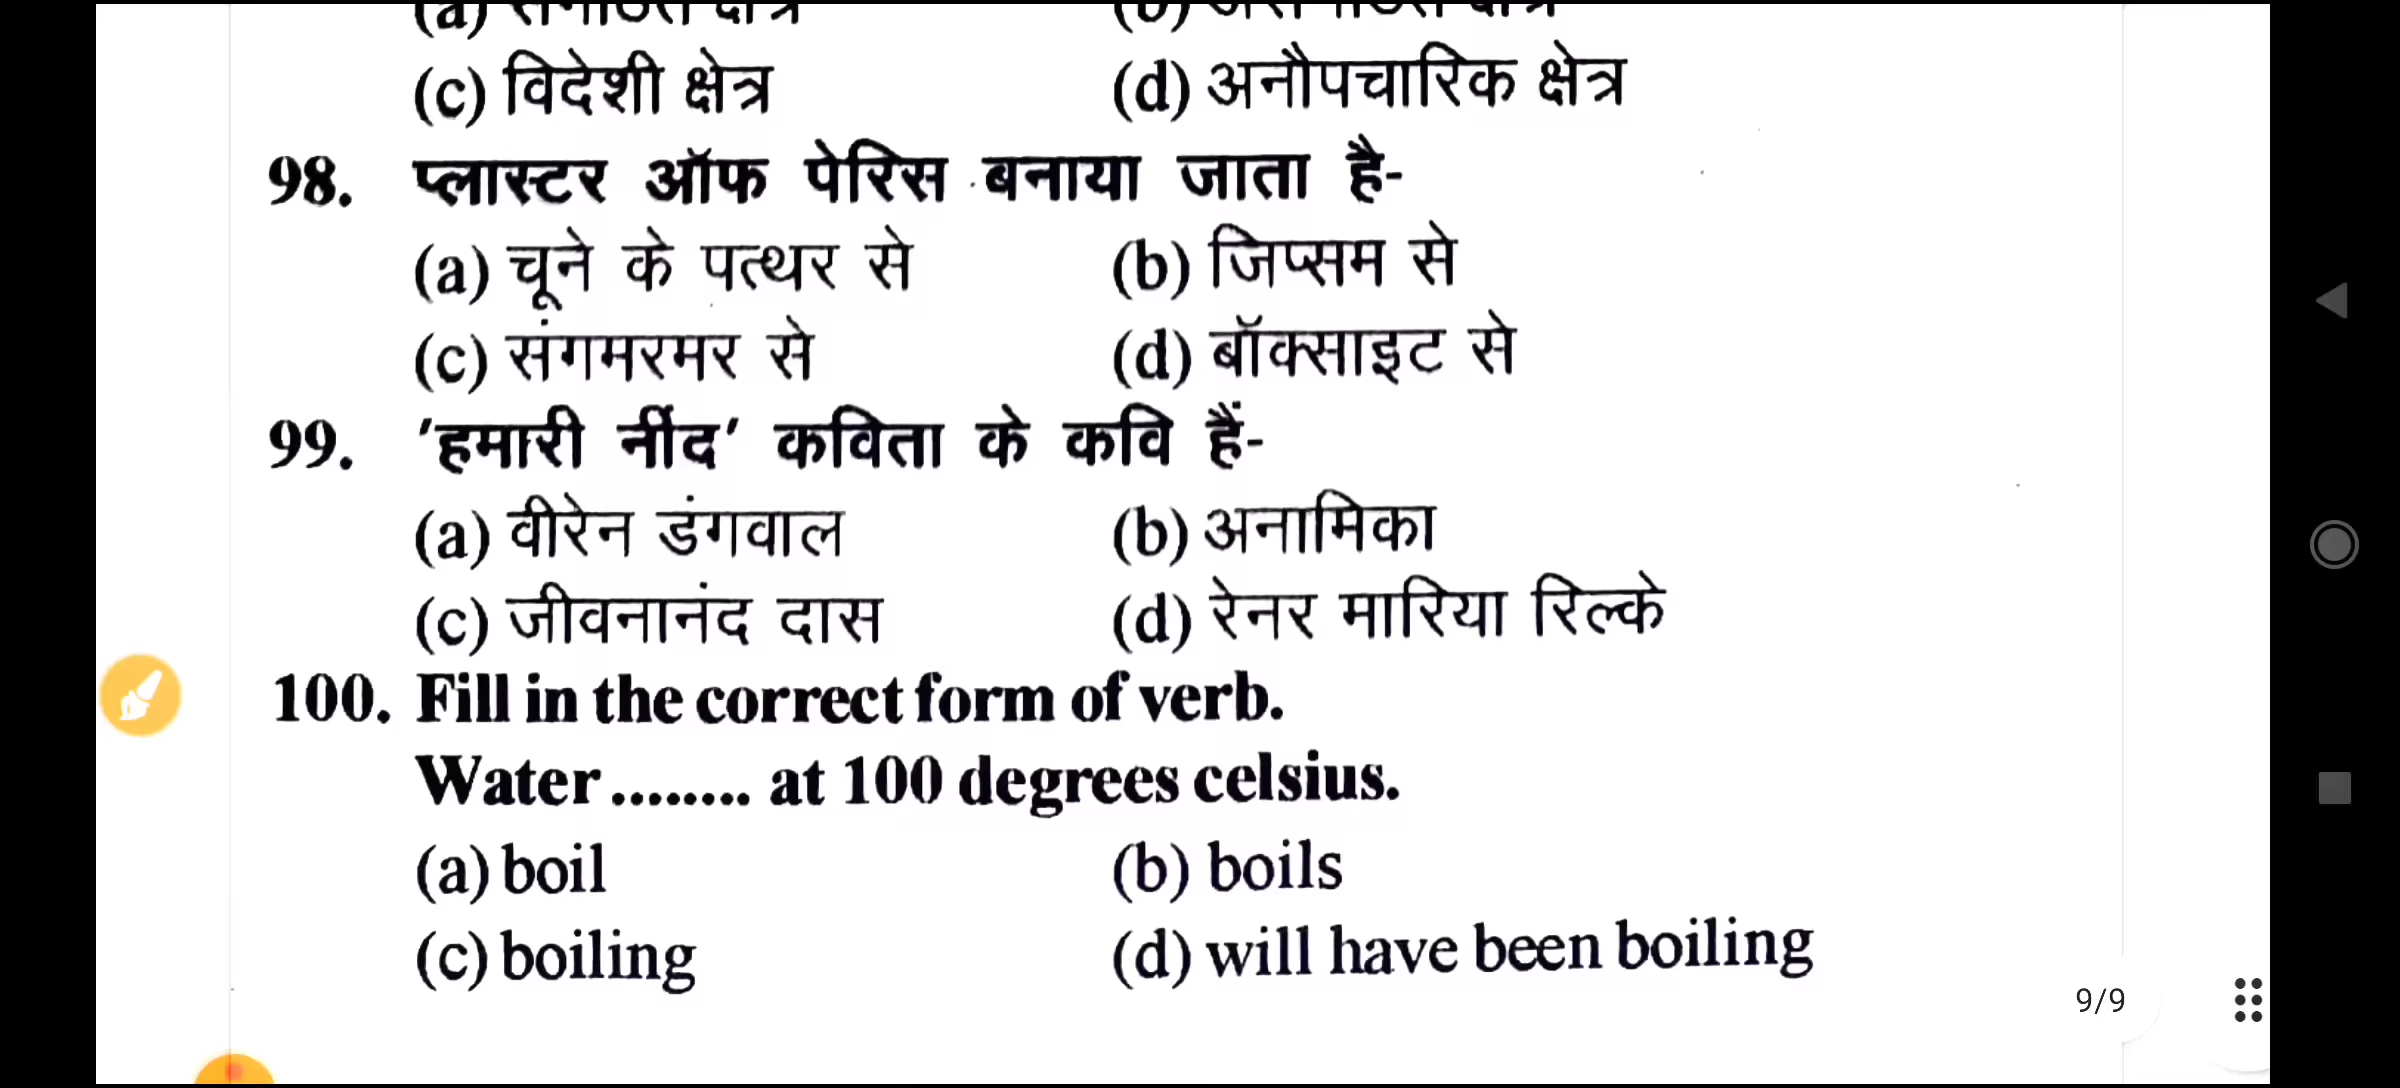 (c) विदेशी क्षेत्र (d) अनौपचारिक क्षेत्र
98. प्लास्टर ऑफ पेरिस बनाया जाता है-
(a) चूने के पत्थर से (b) जिप्सम से
(c) संगमरमर से (d) बॉक्साइट से
99. 'हमारी नींद' कविता के कवि हैं-
(a) वीरेन डंगवाल (b) अनामिका
(c) जीवनानंद दास (d) रेनर मारिया रिल्के
100. Fill in the correct form of verb.
Water ........ at 100 degrees celsius.
(a) boil (b) boils
(c) boiling (d) will have been boiling
9/9